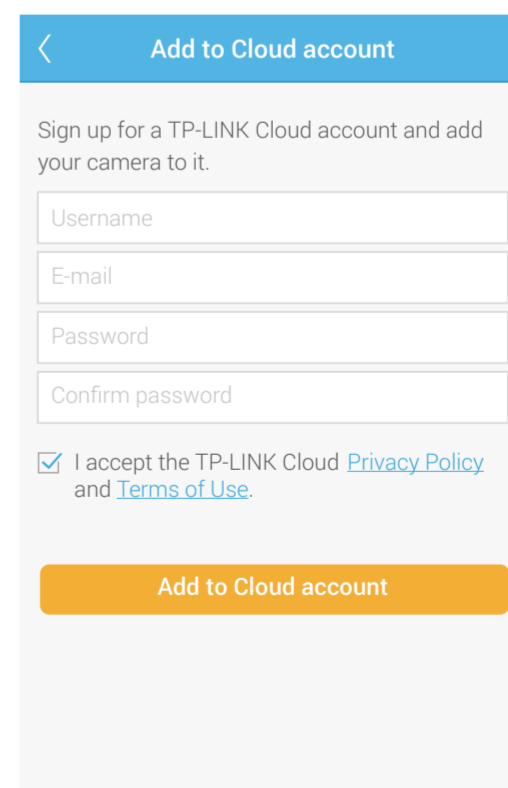 Add to Cloud account
Sign up for a TP-LINK Cloud account and add
your camera to it.
Username
E-mail
Password
Confirm password
I accept the TP-LINK Cloud Privacy Policy
and Terms of Use.
Add to Cloud account